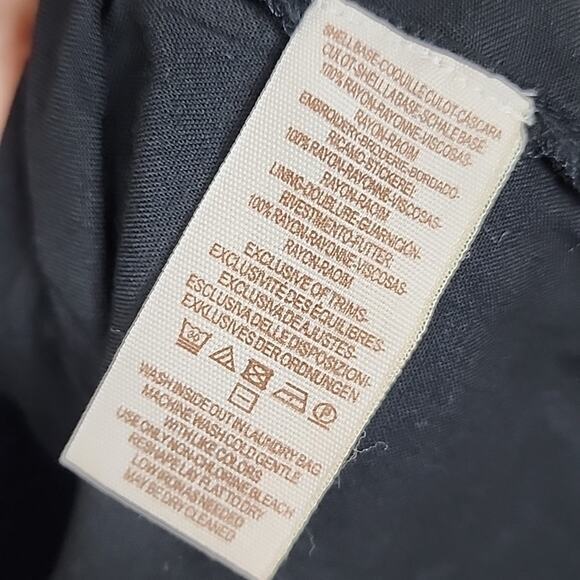 SHELL BASE-COQUILLE CULOT-CÁSCARA
CULOT-SHELL LA BASE-SCHALE BASE-
100% RAYON-RAYONNE-VISCOSAS-
RAYON-RAOIM
EMBROIDERY-BRODERIE-BORDADO-
RICAMO-STICKEREI-
100% RAYON-RAYONNE-VISCOSAS-
RAYON-RAOIM
LINING-DOUBLURE-GUARNICIÓN-
RIVESTIMENTO-FUTTER
100% RAYON-RAYONNE-VISCOSAS-
RAYON-RAOIM
EXCLUSIVE OF TRIMS-
EXCLUSIVITÉ DES ÉQUILIBRES-
EXCLUSIVA DE AJUSTES-
ESCLUSIVA DELLE DISPOSIZIONI-
EXKLUSIVES DER ORDNUNGEN
P
WASH INSIDE OUT IN LAUNDRY BAG
MACHINE WASH COLD GENTLE
WITH LIKE COLORS
USE ONLY NON-CHLORINE BLEACH
RESHAPE LAY FLAT TO DRY
LOW IRON AS NEEDED
MAY BE DRY CLEANED